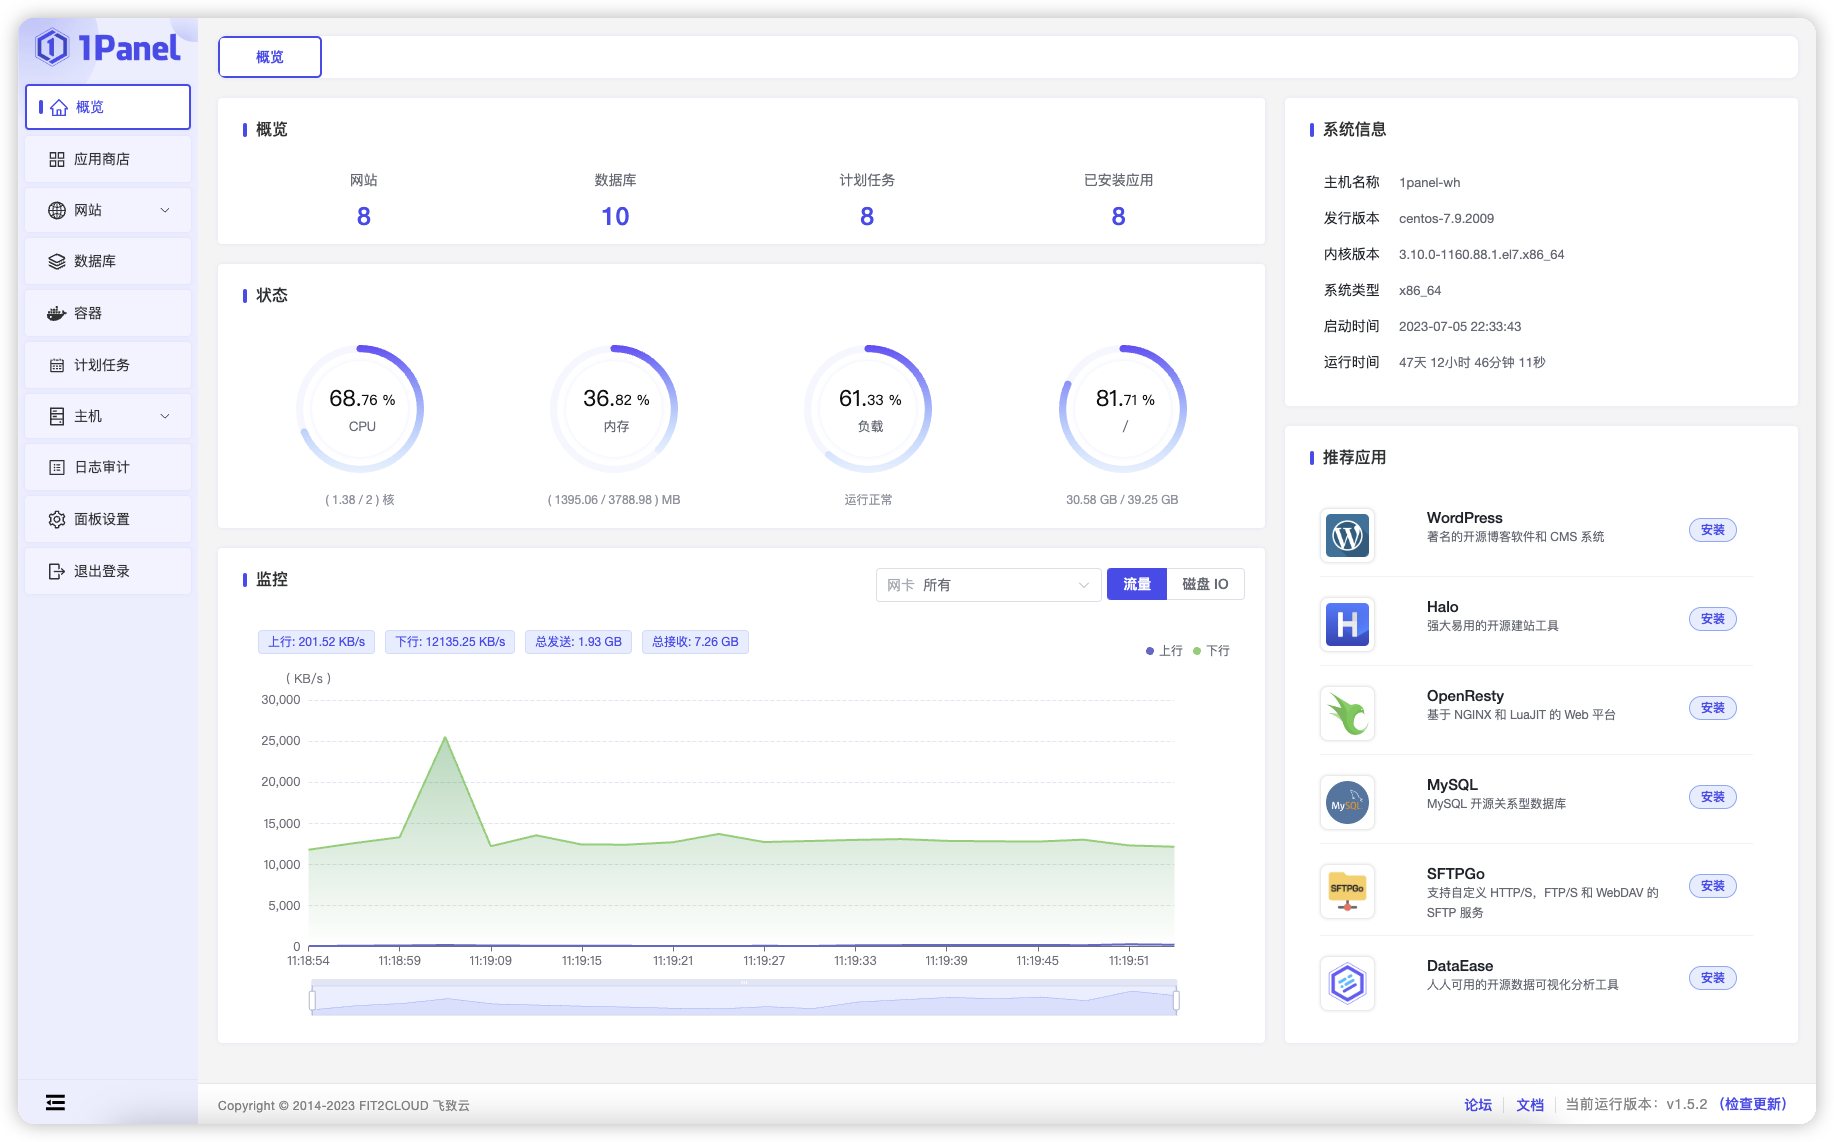 1Panel
概览
应用商店
网站
数据库
容器
计划任务
主机
日志审计
面板设置
退出登录
概览
概览
网站
数据库
计划任务
已安装应用
8
10
8
8
状态
68.76 %
CPU
( 1.38 / 2 ) 核
36.82 %
内存
( 1395.06 / 3788.98 ) MB
61.33 %
负载
运行正常
81.71 %
/
30.58 GB / 39.25 GB
监控
网卡 所有
流量
磁盘 IO
上行: 201.52 KB/s
下行: 12135.25 KB/s
总发送: 1.93 GB
总接收: 7.26 GB
上行
下行
( KB/s )
30,000
25,000
20,000
15,000
10,000
5,000
0
11:18:54
11:18:59
11:19:09
11:19:15
11:19:21
11:19:27
11:19:33
11:19:39
11:19:45
11:19:51
系统信息
主机名称 1panel-wh
发行版本 centos-7.9.2009
内核版本 3.10.0-1160.88.1.el7.x86_64
系统类型 x86_64
启动时间 2023-07-05 22:33:43
运行时间 47天 12小时 46分钟 11秒
推荐应用
WordPress
著名的开源博客软件和 CMS 系统
安装
Halo
强大易用的开源建站工具
安装
OpenResty
基于 NGINX 和 LuaJIT 的 Web 平台
安装
MySQL
MySQL
MySQL 开源关系型数据库
安装
SFTPGo
SFTPGo
支持自定义 HTTP/S，FTP/S 和 WebDAV 的
SFTP 服务
安装
DataEase
人人可用的开源数据可视化分析工具
安装
Copyright © 2014-2023 FIT2CLOUD 飞致云
论坛
文档
当前运行版本：v1.5.2 （检查更新）